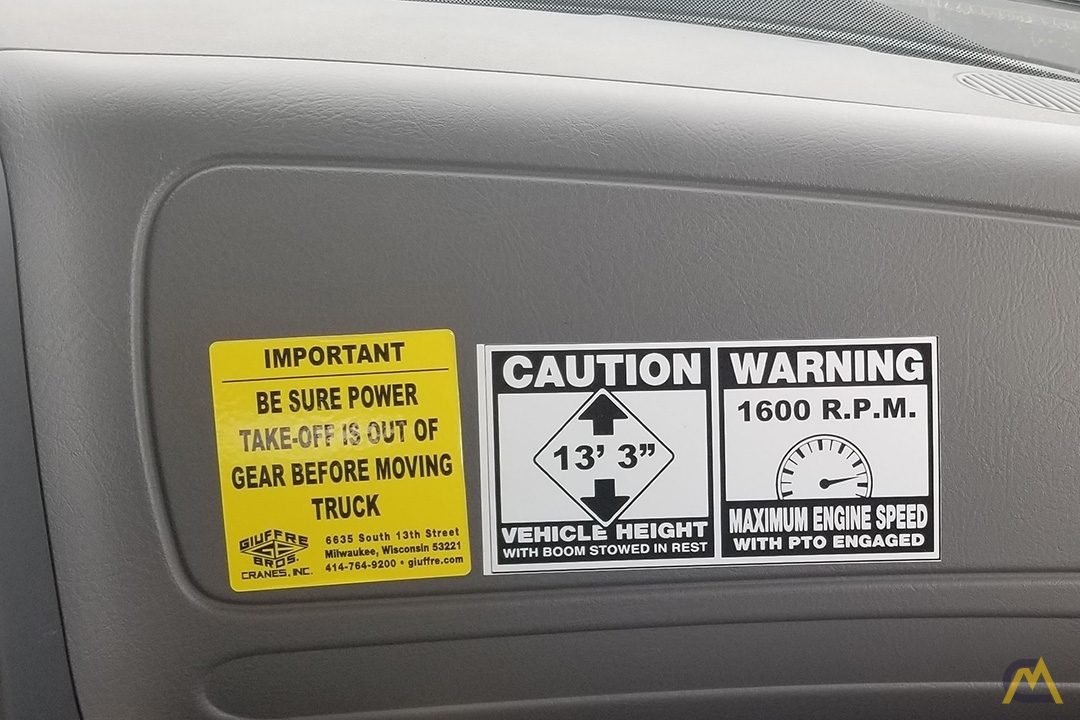 IMPORTANT
BE SURE POWER
TAKE-OFF IS OUT OF
GEAR BEFORE MOVING
TRUCK
GIUFFRE
BROS.
CRANES, INC.
6635 South 13th Street
Milwaukee, Wisconsin 53221
414-764-9200 • giuffre.com
CAUTION
13' 3”
VEHICLE HEIGHT
WITH BOOM STOWED IN REST
WARNING
1600 R.P.M.
MAXIMUM ENGINE SPEED
WITH PTO ENGAGED